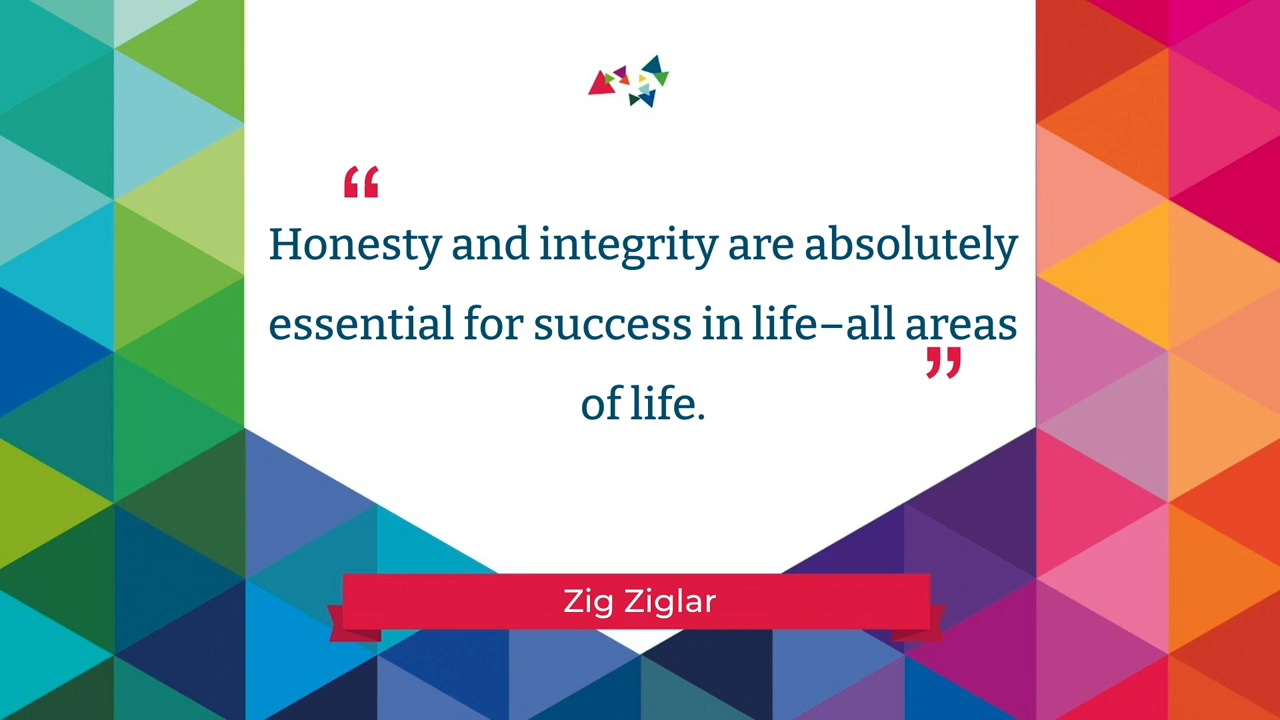 “
Honesty and integrity are absolutely
essential for success in life–all areas
”
of life.
Zig Ziglar